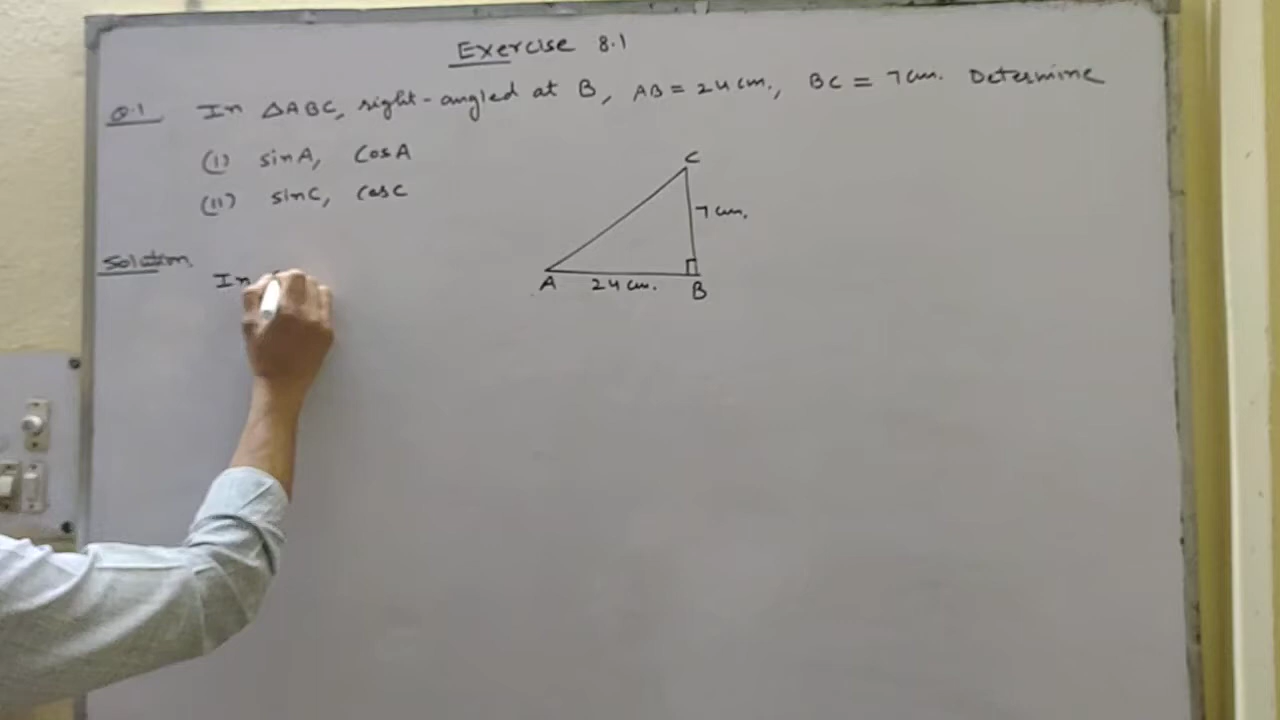 Exercise 8.1
Q.1 In △ABC, right-angled at B, AB = 24 cm., BC = 7 cm. Determine
(i) sinA, CosA
(ii) sinC, cosC
C
7 cm.
A 24 cm. B
Solution
In